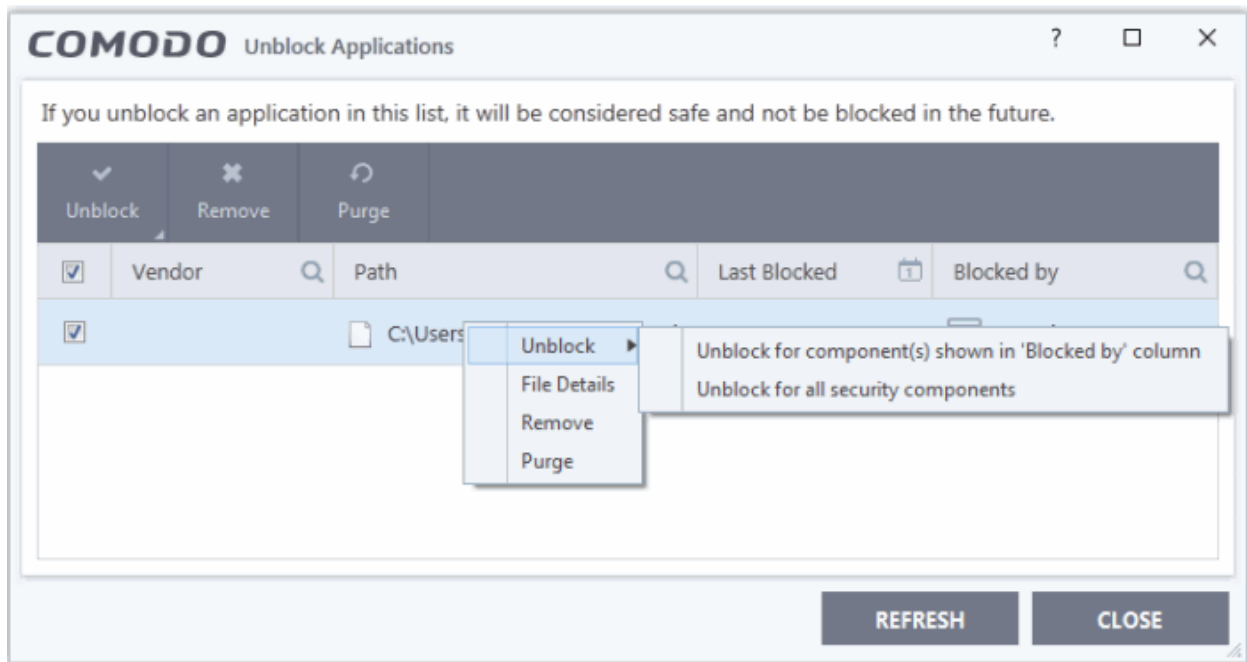 COMODO Unblock Applications
If you unblock an application in this list, it will be considered safe and not be blocked in the future.
Unblock Remove Purge
Vendor Path Last Blocked Blocked by
C:\Users
Unblock
File Details
Remove
Purge
Unblock for component(s) shown in 'Blocked by' column
Unblock for all security components
REFRESH CLOSE